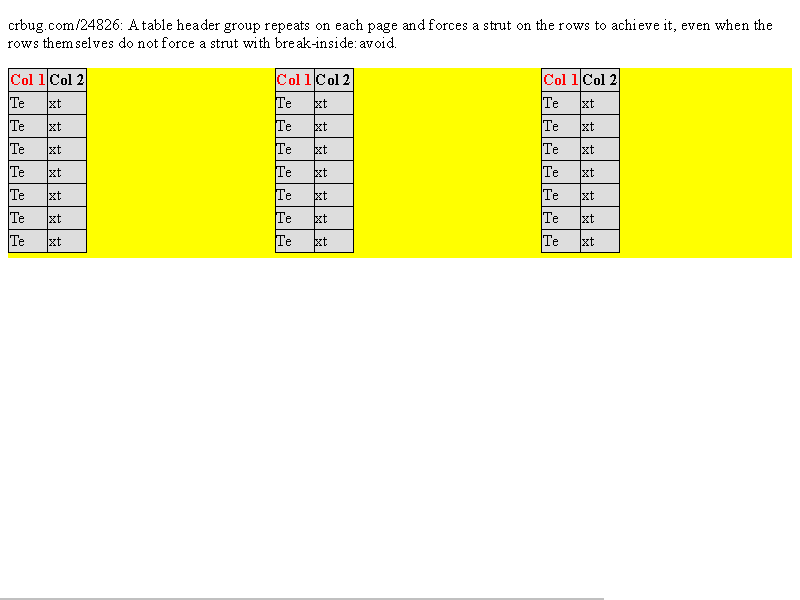 crbug.com/24826: A table header group repeats on each page and forces a strut on the rows to achieve it, even when the
rows themselves do not force a strut with break-inside:avoid.
Col 1 Col 2
Te xt
Te xt
Te xt
Te xt
Te xt
Te xt
Te xt
Col 1 Col 2
Te xt
Te xt
Te xt
Te xt
Te xt
Te xt
Te xt
Col 1 Col 2
Te xt
Te xt
Te xt
Te xt
Te xt
Te xt
Te xt